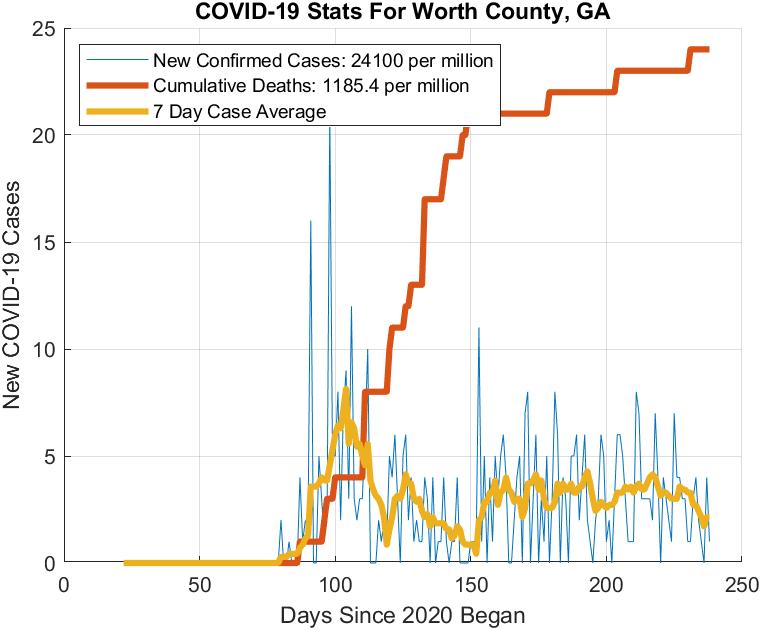 COVID-19 Stats For Worth County, GA
New Confirmed Cases: 24100 per million
Cumulative Deaths: 1185.4 per million
7 Day Case Average
New COVID-19 Cases
25
20
15
10
5
0
0 50 100 150 200 250
Days Since 2020 Began